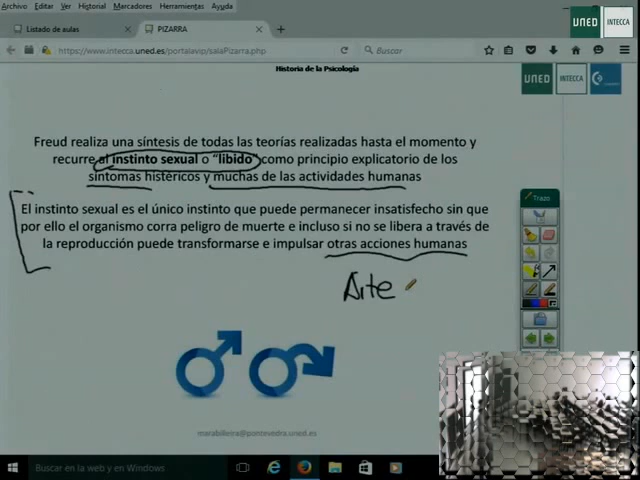 Archivo Editar Ver Historial Marcadores Herramientas Ayuda
Listado de aulas
PIZARRA
https://www.intecca.uned.es/portalavip/salaPizarra.php
Buscar
UNED INTECCA
Historia de la Psicología
UNED INTECCA
Freud realiza una síntesis de todas las teorías realizadas hasta el momento y
recurre al instinto sexual o "libido" como principio explicatorio de los
síntomas histéricos y muchas de las actividades humanas
El instinto sexual es el único instinto que puede permanecer insatisfecho sin que
por ello el organismo corra peligro de muerte e incluso si no se libera a través de
la reproducción puede transformarse e impulsar otras acciones humanas
Trazo
Arte
marabilleira@pontevedra.uned.es
Buscar en la web y en Windows